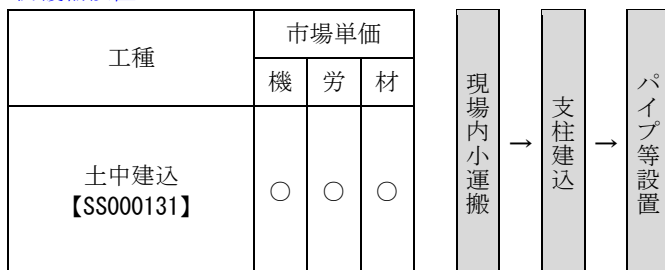 工種
市場単価
機 労 材
土中建込
【SS000131】
○ ○ ○
現場内小運搬
→
支柱建込
→
パイプ等設置